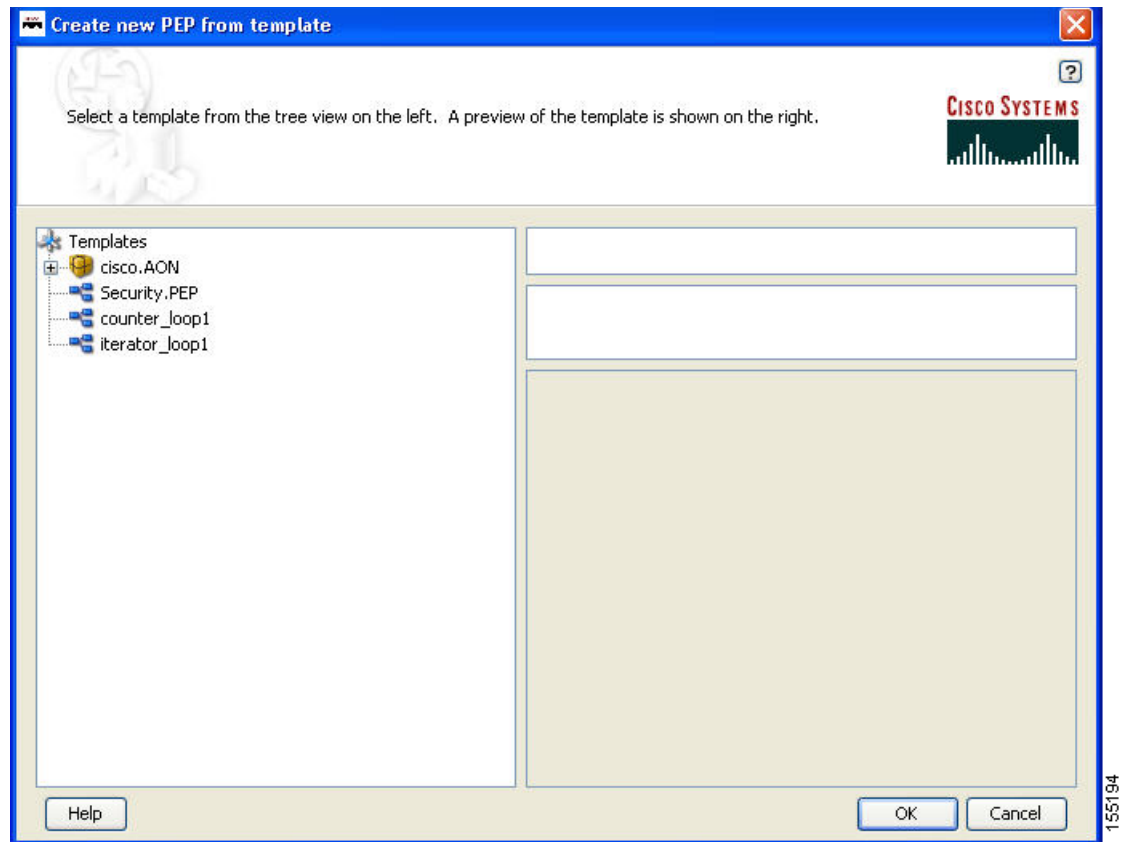 Create new PEP from template
?
Select a template from the tree view on the left. A preview of the template is shown on the right.
CISCO SYSTEMS
Templates
cisco.AON
Security.PEP
counter_loop1
iterator_loop1
Help
OK
Cancel
155194